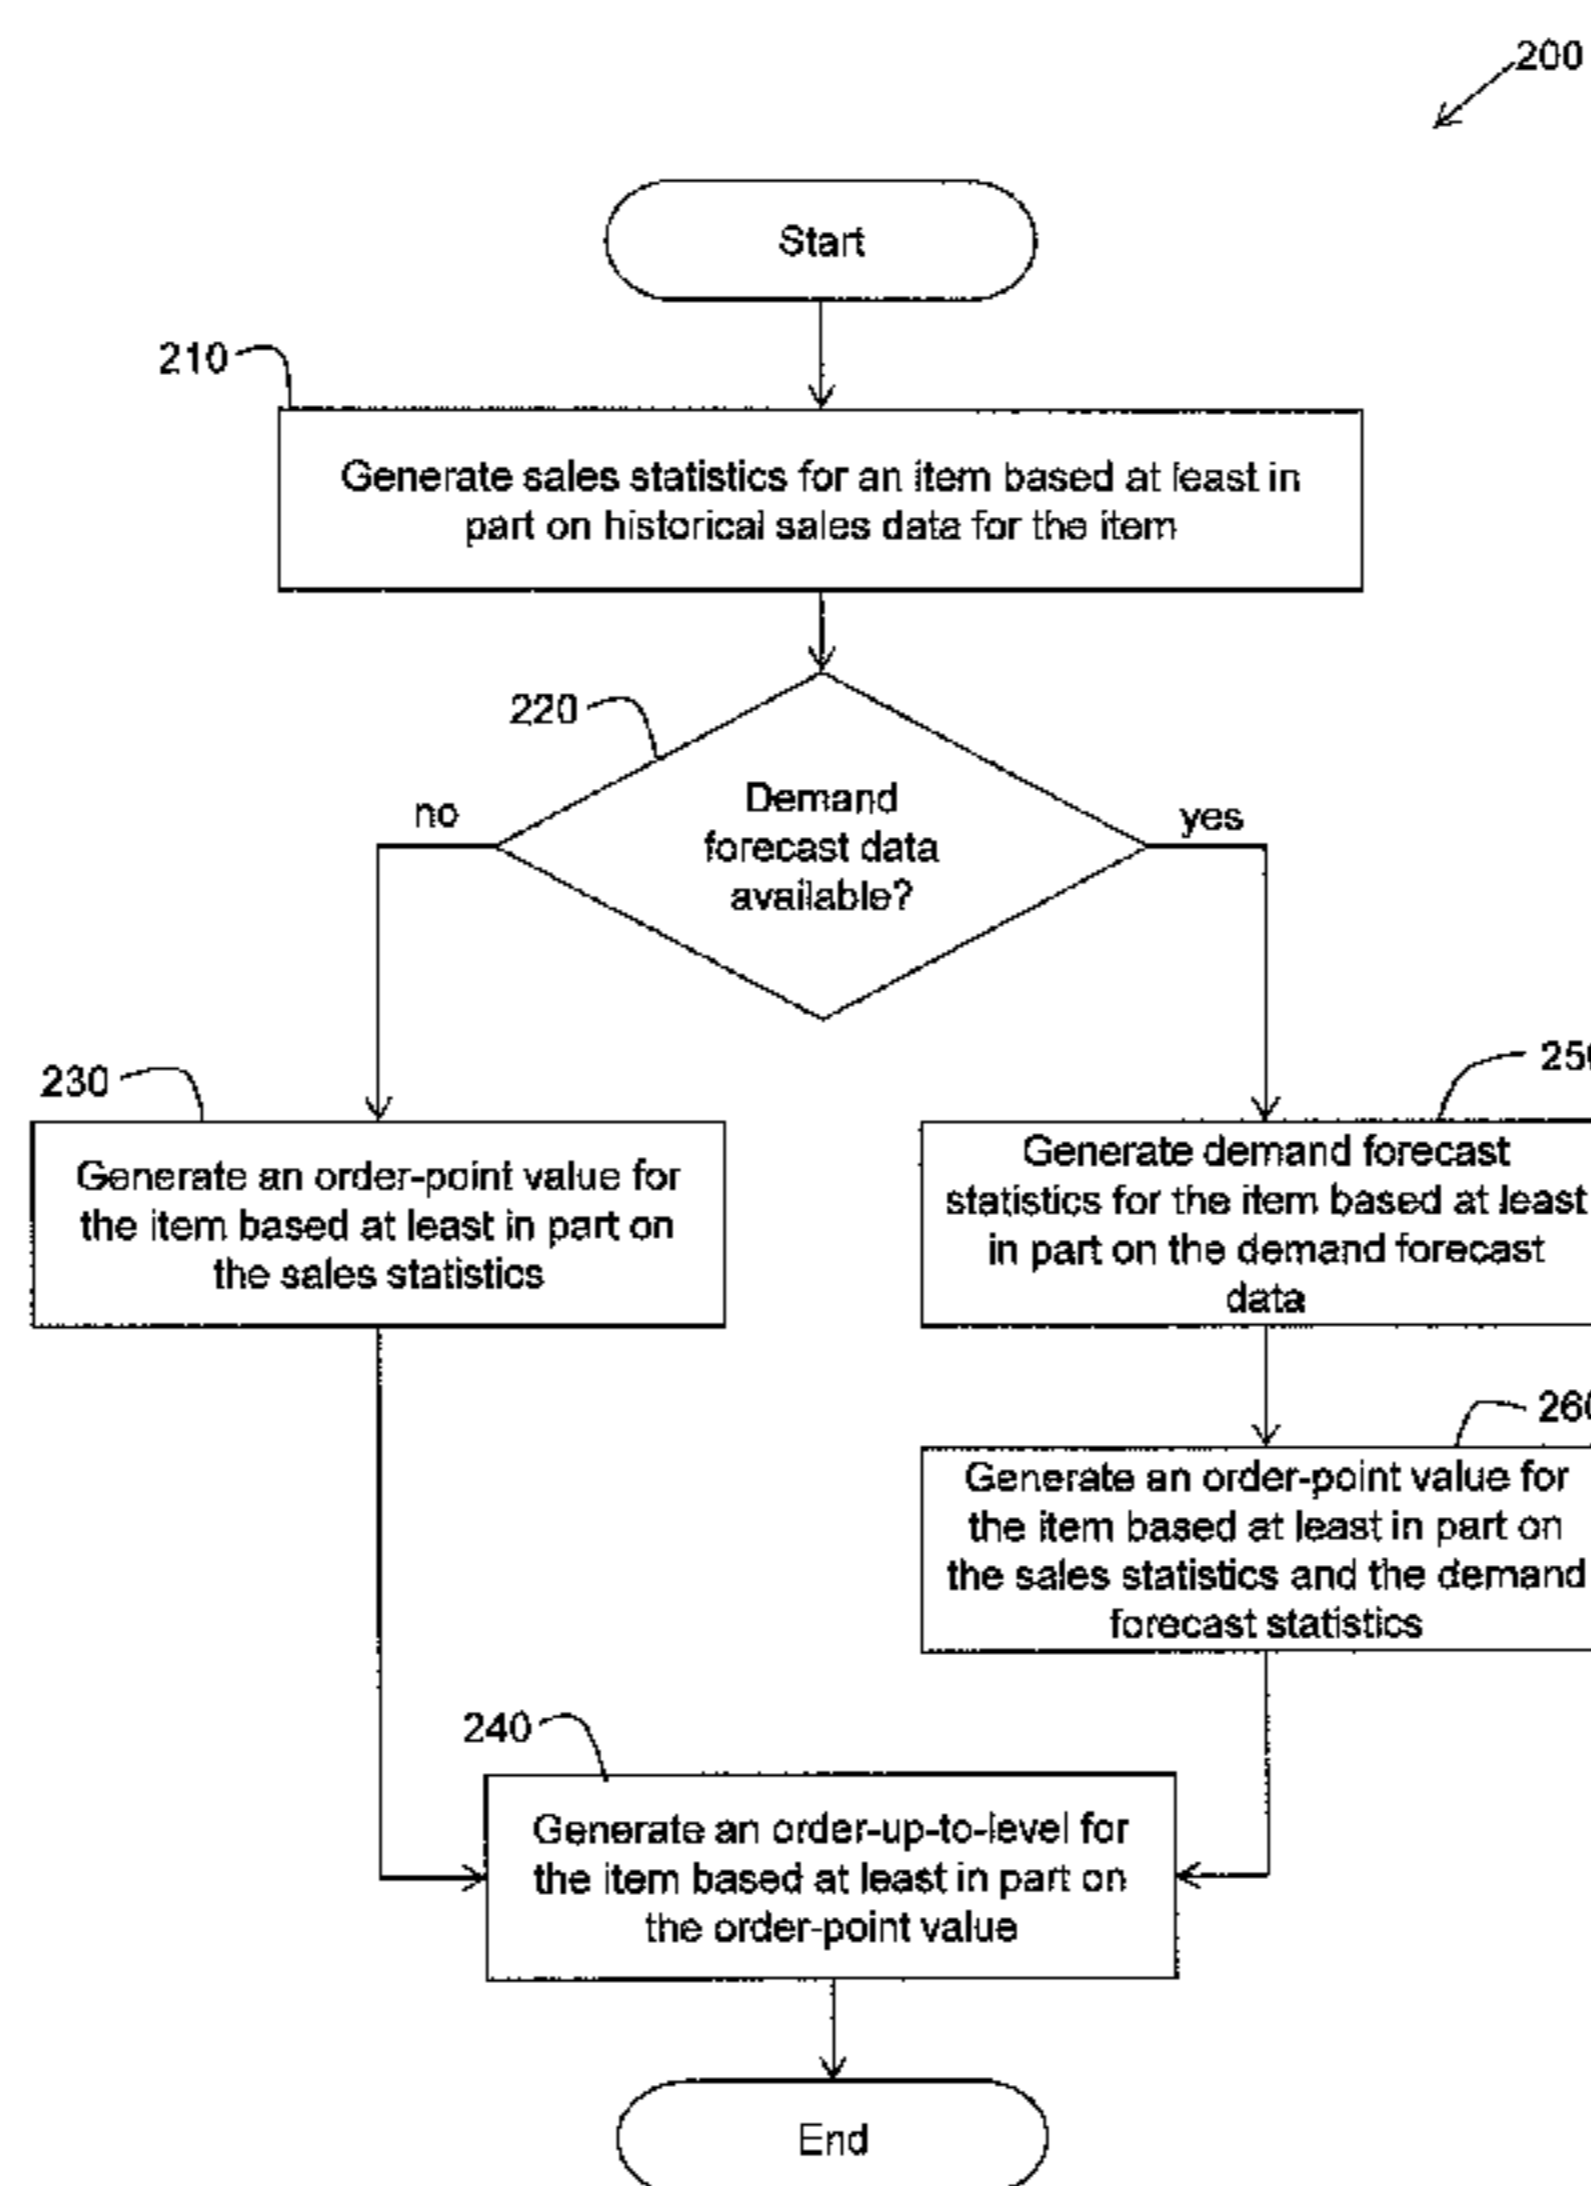 200
Start
210
Generate sales statistics for an item based at least in
part on historical sales data for the item
220
Demand
forecast data
available?
no
yes
230
Generate an order-point value for
the item based at least in part on
the sales statistics
250
Generate demand forecast
statistics for the item based at least
in part on the demand forecast
data
260
Generate an order-point value for
the item based at least in part on
the sales statistics and the demand
forecast statistics
240
Generate an order-up-to-level for
the item based at least in part on
the order-point value
End